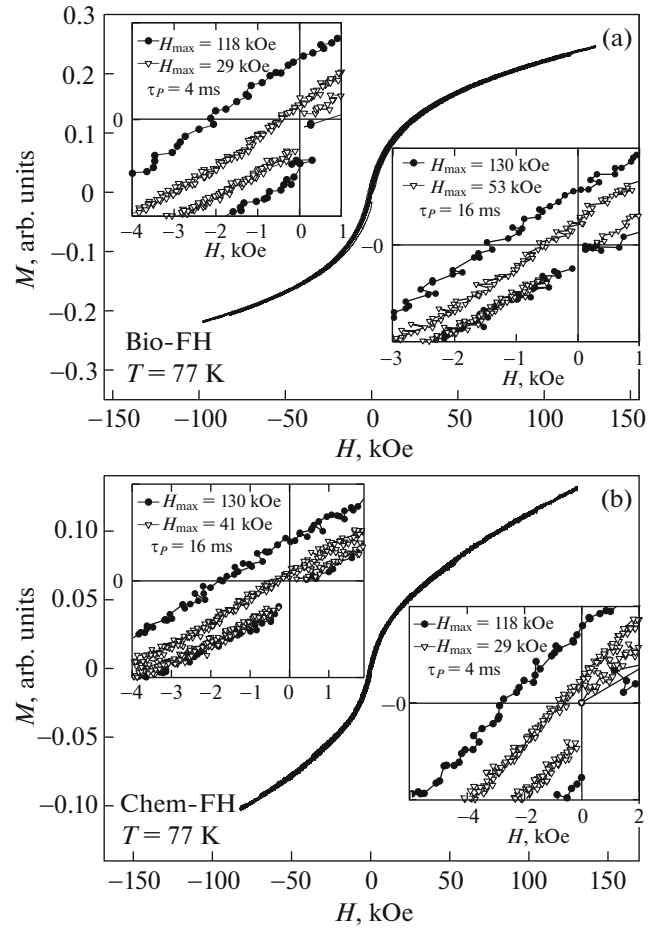 (a)
0.3
0.2
0.1
0
−0.1
−0.2
−0.3
M, arb. units
H_max = 118 kOe
H_max = 29 kOe
τ_P = 4 ms
0
−4 −3 −2 −1 0 1
H, kOe
H_max = 130 kOe
H_max = 53 kOe
τ_P = 16 ms
−0
−3 −2 −1 0 1
H, kOe
Bio-FH
T = 77 K
−150 −100 −50 0 50 100 150
H, kOe
(b)
0.10
0.05
0
−0.05
−0.10
M, arb. units
H_max = 130 kOe
H_max = 41 kOe
τ_P = 16 ms
0
−4 −3 −2 −1 0 1
H, kOe
H_max = 118 kOe
H_max = 29 kOe
τ_P = 4 ms
−0
−4 −2 0 2
H, kOe
Chem-FH
T = 77 K
−150 −100 −50 0 50 100 150
H, kOe